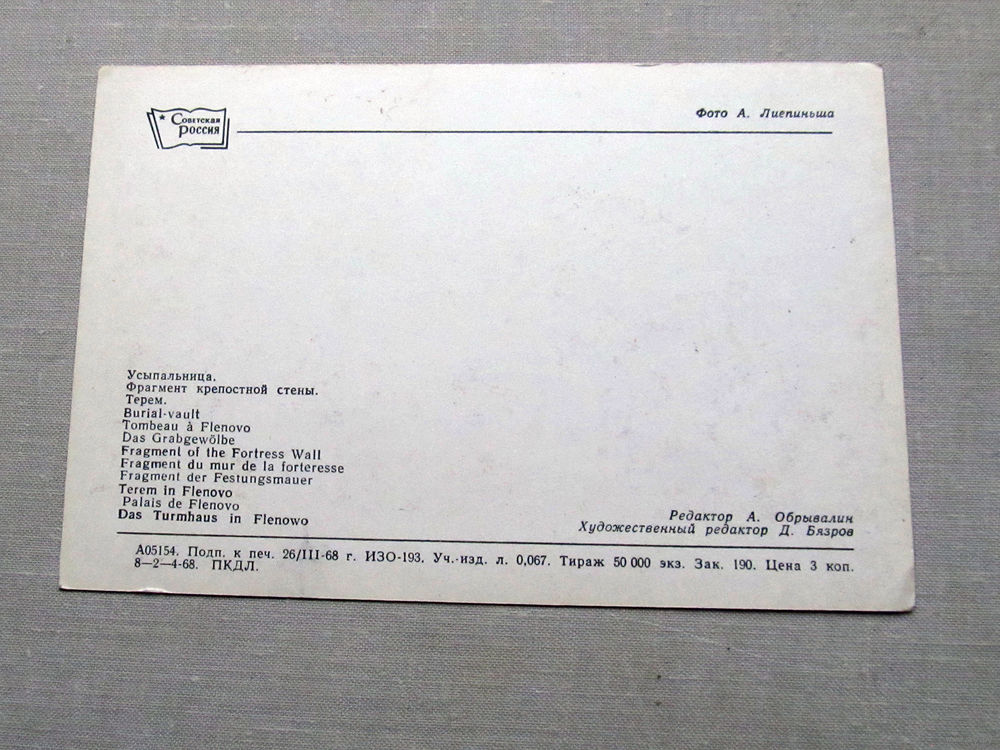 Советская
Россия
Фото А. Лиепиньша
Усыпальница.
Фрагмент крепостной стены.
Терем.
Burial-vault
Tombeau à Flenovo
Das Grabgewölbe
Fragment of the Fortress Wall
Fragment du mur de la forteresse
Fragment der Festungsmauer
Terem in Flenovo
Palais de Flenovo
Das Turmhaus in Flenowo
Редактор А. Обрывалин
Художественный редактор Д. Бязров
А05154. Подп. к печ. 26/III-68 г. ИЗО-193. Уч.-изд. л. 0,067. Тираж 50 000 экз. Зак. 190. Цена 3 коп.
8—2—4-68. ПКДЛ.